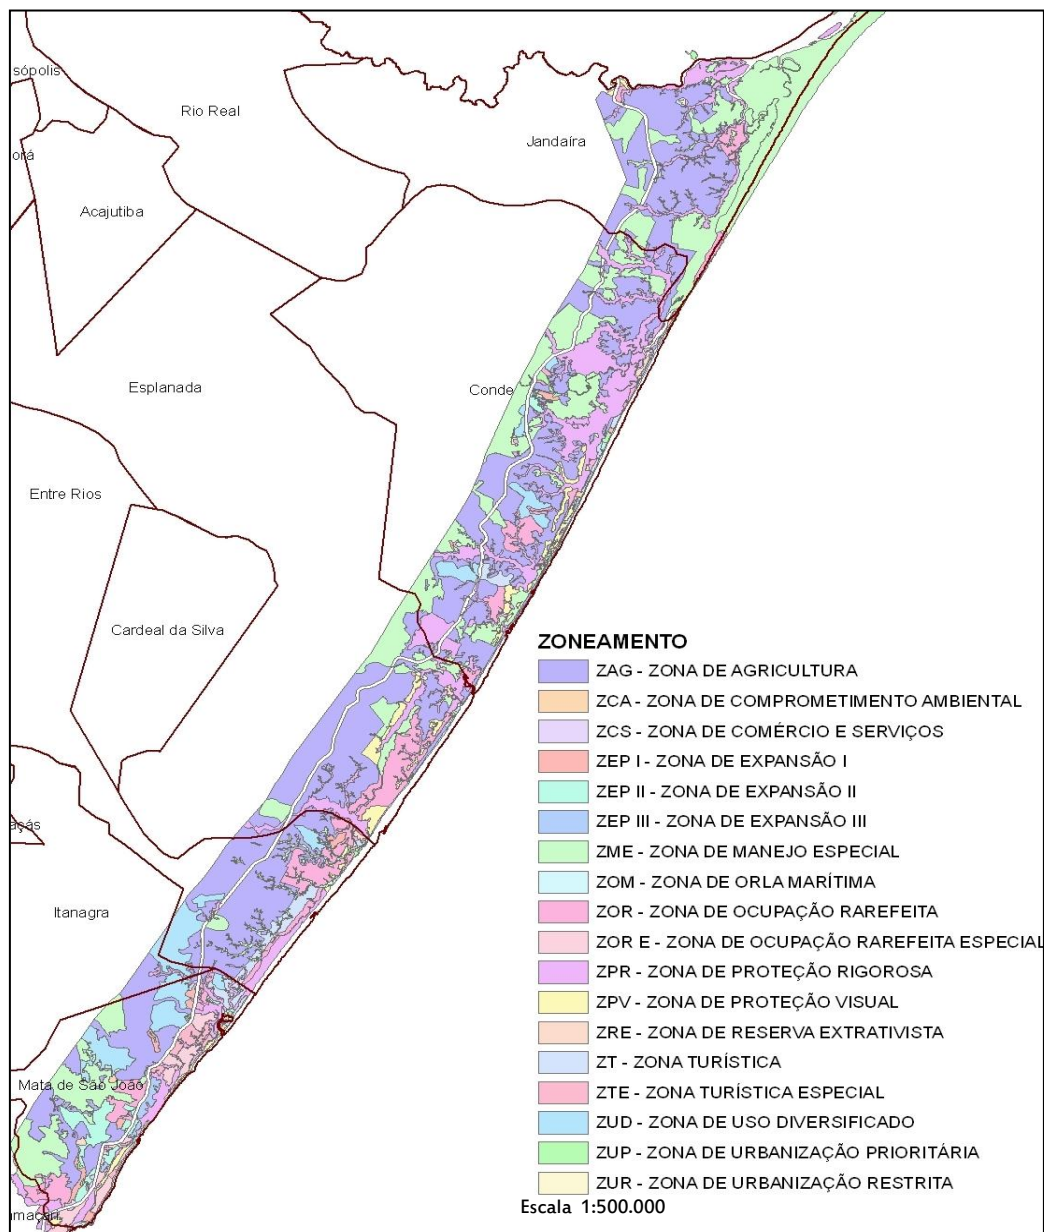 sópolis
Rio Real
Jandaíra
orá
Acajutiba
Esplanada
Conde
Entre Rios
Cardeal da Silva
açás
Itanagra
Mata de São João
maçari
ZONEAMENTO
ZAG - ZONA DE AGRICULTURA
ZCA - ZONA DE COMPROMETIMENTO AMBIENTAL
ZCS - ZONA DE COMÉRCIO E SERVIÇOS
ZEP I - ZONA DE EXPANSÃO I
ZEP II - ZONA DE EXPANSÃO II
ZEP III - ZONA DE EXPANSÃO III
ZME - ZONA DE MANEJO ESPECIAL
ZOM - ZONA DE ORLA MARÍTIMA
ZOR - ZONA DE OCUPAÇÃO RAREFEITA
ZOR E - ZONA DE OCUPAÇÃO RAREFEITA ESPECIAL
ZPR - ZONA DE PROTEÇÃO RIGOROSA
ZPV - ZONA DE PROTEÇÃO VISUAL
ZRE - ZONA DE RESERVA EXTRATIVISTA
ZT - ZONA TURÍSTICA
ZTE - ZONA TURÍSTICA ESPECIAL
ZUD - ZONA DE USO DIVERSIFICADO
ZUP - ZONA DE URBANIZAÇÃO PRIORITÁRIA
ZUR - ZONA DE URBANIZAÇÃO RESTRITA
Escala 1:500.000